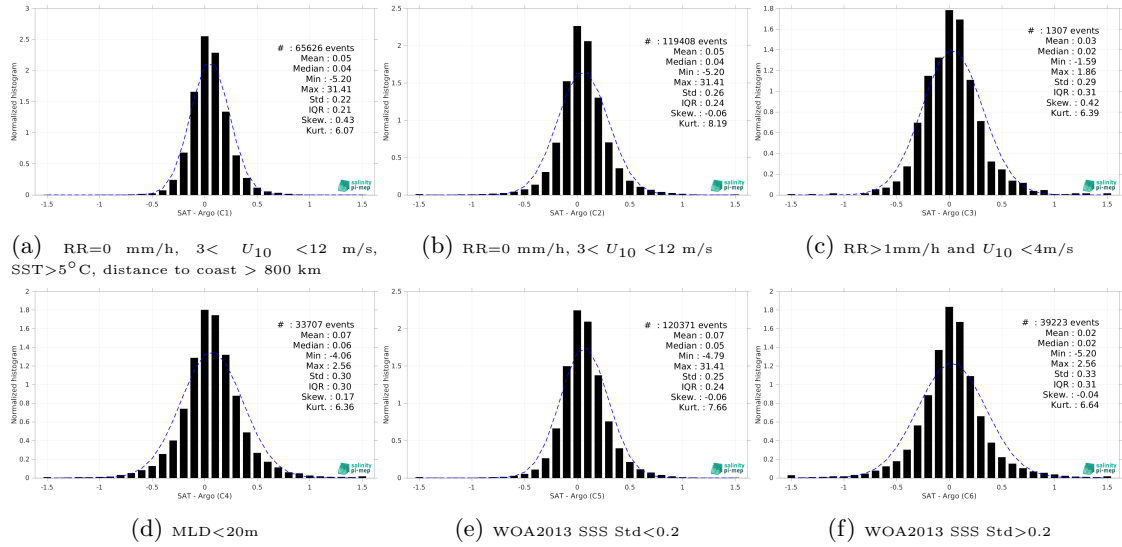 3
2.5
2
1.5
1
0.5
0
Normalized histogram
-1.5
-1
-0.5
0
0.5
1
1.5
SAT - Argo (C1)
# : 65626 events
Mean : 0.05
Median : 0.04
Min : -5.20
Max : 31.41
Std : 0.22
IQR : 0.21
Skew. : 0.43
Kurt. : 6.07
salinity
pi-mep
(a) RR=0 mm/h, 3< U10 <12 m/s,
SST>5°C, distance to coast > 800 km
2.5
2
1.5
1
0.5
0
Normalized histogram
-1.5
-1
-0.5
0
0.5
1
1.5
SAT - Argo (C2)
# : 119408 events
Mean : 0.05
Median : 0.04
Min : -5.20
Max : 31.41
Std : 0.26
IQR : 0.24
Skew. : -0.06
Kurt. : 8.19
salinity
pi-mep
(b) RR=0 mm/h, 3< U10 <12 m/s
1.8
1.6
1.4
1.2
1
0.8
0.6
0.4
0.2
0
Normalized histogram
-1.5
-1
-0.5
0
0.5
1
1.5
SAT - Argo (C3)
# : 1307 events
Mean : 0.03
Median : 0.02
Min : -1.59
Max : 1.86
Std : 0.29
IQR : 0.31
Skew. : 0.42
Kurt. : 6.39
salinity
pi-mep
(c) RR>1mm/h and U10 <4m/s
2
1.8
1.6
1.4
1.2
1
0.8
0.6
0.4
0.2
0
Normalized histogram
-1.5
-1
-0.5
0
0.5
1
1.5
SAT - Argo (C4)
# : 33707 events
Mean : 0.07
Median : 0.06
Min : -4.06
Max : 2.56
Std : 0.30
IQR : 0.30
Skew. : 0.17
Kurt. : 6.36
salinity
pi-mep
(d) MLD<20m
2.5
2
1.5
1
0.5
0
Normalized histogram
-1.5
-1
-0.5
0
0.5
1
1.5
SAT - Argo (C5)
# : 120371 events
Mean : 0.07
Median : 0.05
Min : -4.79
Max : 31.41
Std : 0.25
IQR : 0.24
Skew. : -0.06
Kurt. : 7.66
salinity
pi-mep
(e) WOA2013 SSS Std<0.2
2
1.8
1.6
1.4
1.2
1
0.8
0.6
0.4
0.2
0
Normalized histogram
-1.5
-1
-0.5
0
0.5
1
1.5
SAT - Argo (C6)
# : 39223 events
Mean : 0.02
Median : 0.02
Min : -5.20
Max : 2.56
Std : 0.33
IQR : 0.31
Skew. : -0.04
Kurt. : 6.64
salinity
pi-mep
(f) WOA2013 SSS Std>0.2